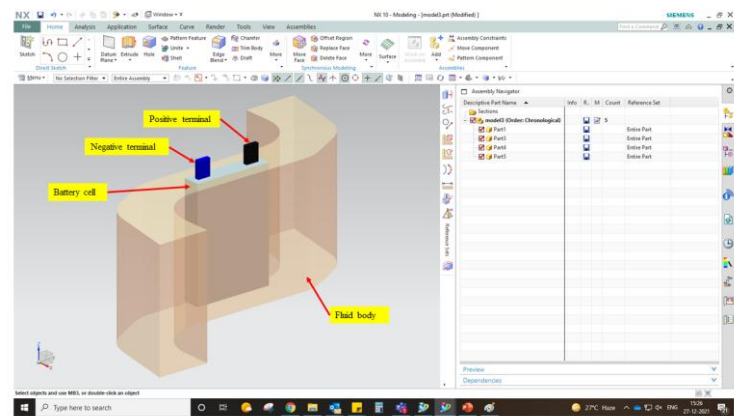 NX
Window
NX 10 - Modeling - [model3.prt (Modified) ]
SIEMENS
File Home Analysis Application Surface Curve Render Tools View Assemblies
Find a Command
Sketch
Datum Plane
Extrude
Hole
Pattern Feature
Unite
Shell
Edge Blend
Chamfer
Trim Body
Draft
More
Move Face
Offset Region
Replace Face
Delete Face
More
Surface
Add
Assembly Constraints
Move Component
Pattern Component
Direct Sketch
Feature
Synchronous Modeling
Assemblies
Menu
No Selection Filter
Entire Assembly
Positive terminal
Negative terminal
Battery cell
Fluid body
Reference Sets
Assembly Navigator
Descriptive Part Name Info R.. M Count Reference Set
Sections
model3 (Order: Chronological) 5
Part1 Entire Part
Part3 Entire Part
Part4 Entire Part
Part5 Entire Part
Preview
Dependencies
Select objects and use MB3, or double-click an object
Type here to search
27°C Haze
ENG
15:26
27-12-2021